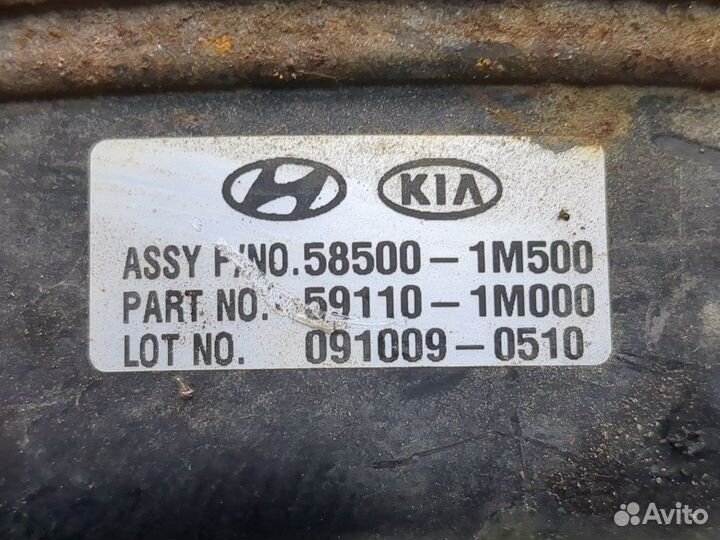 KIA
ASSY P/NO. 58500-1M500
PART NO. 59110-1M000
LOT NO. 091009-0510
Avito